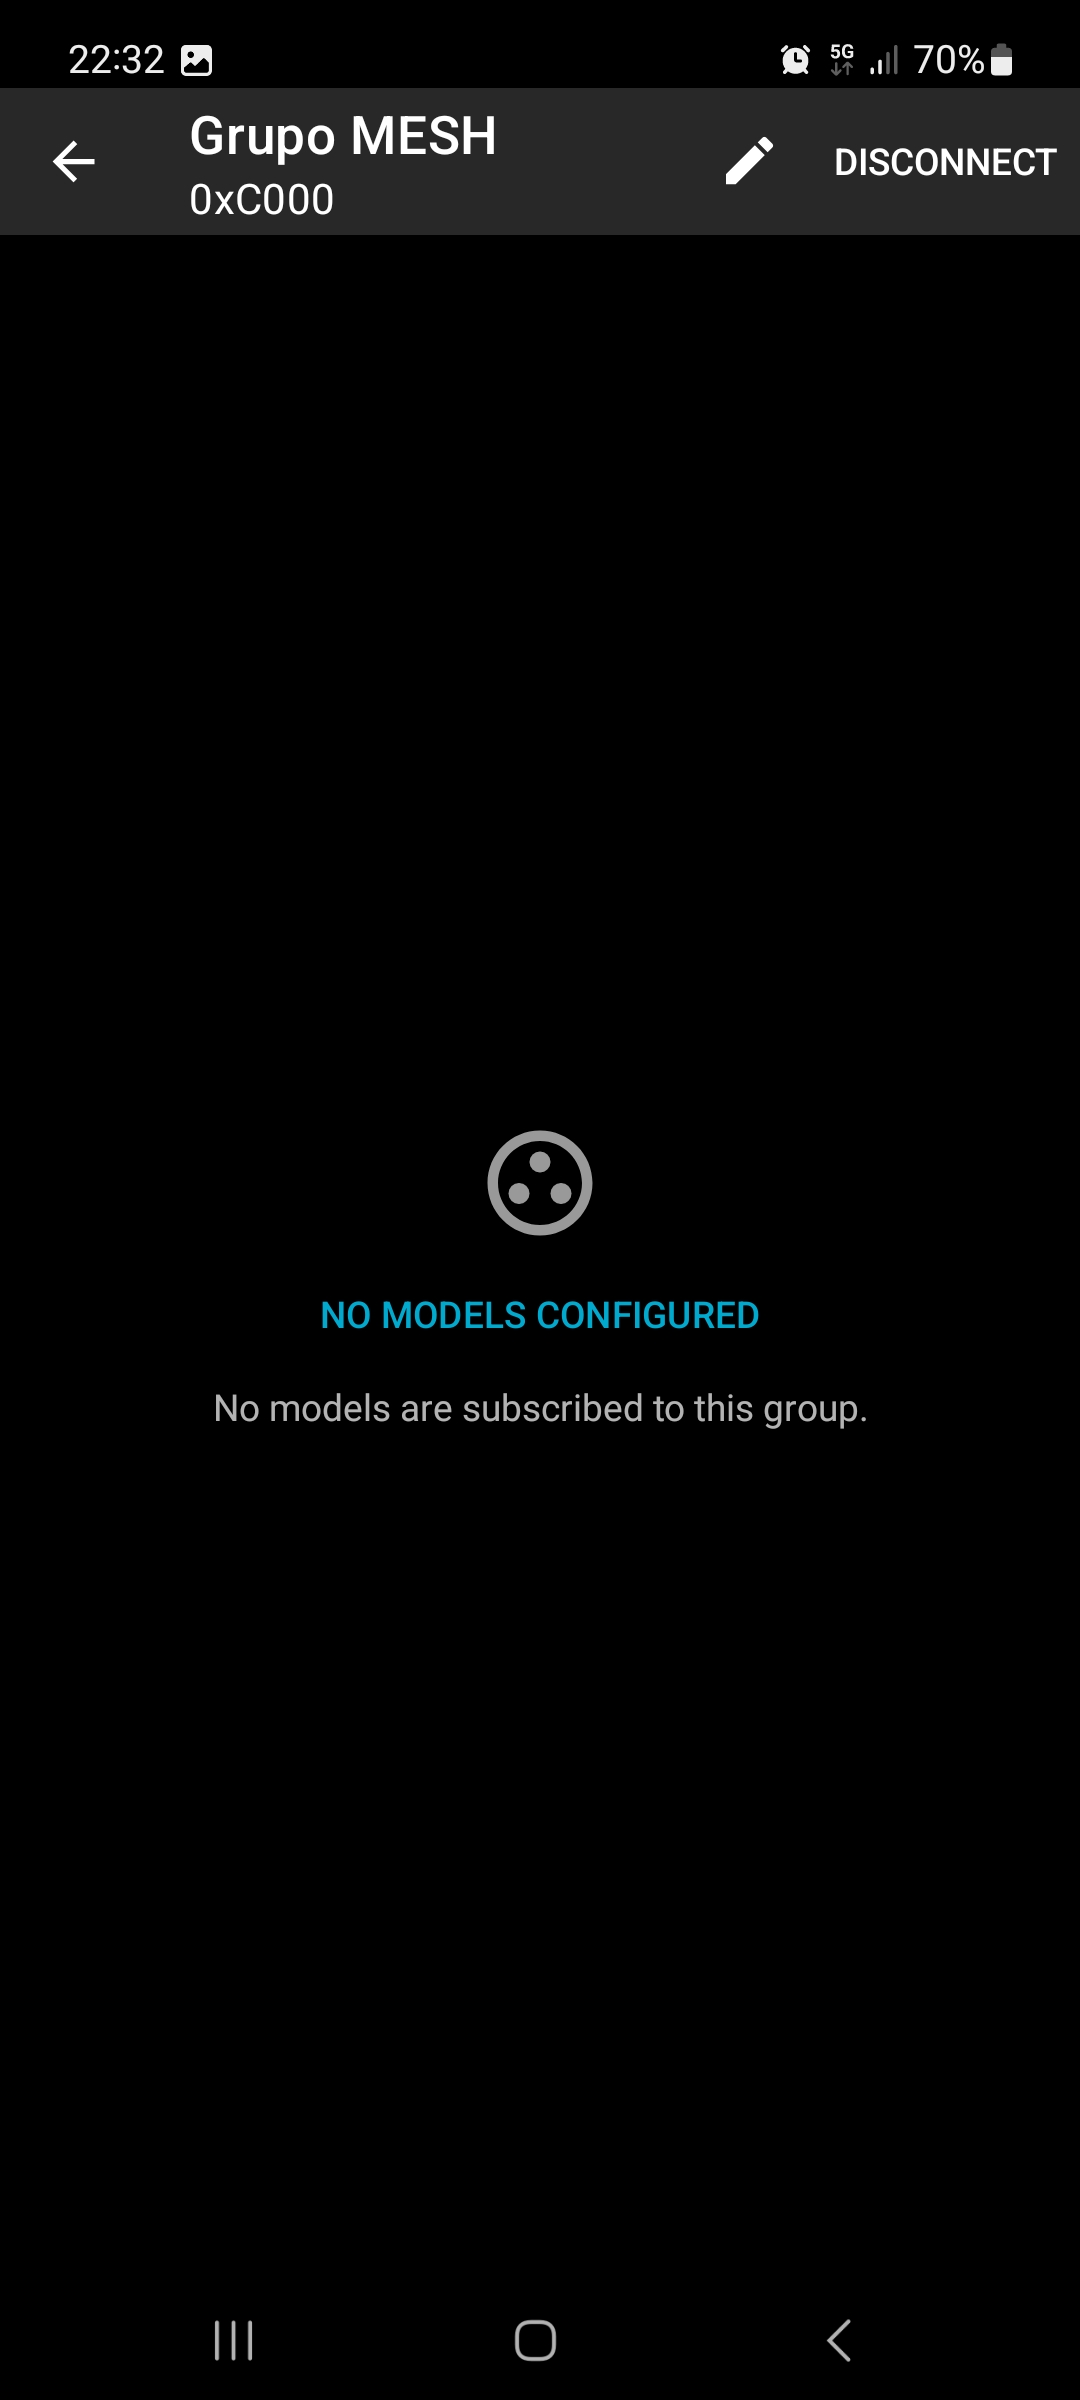 22:32
5G
70%
Grupo MESH
0xC000
DISCONNECT
NO MODELS CONFIGURED
No models are subscribed to this group.